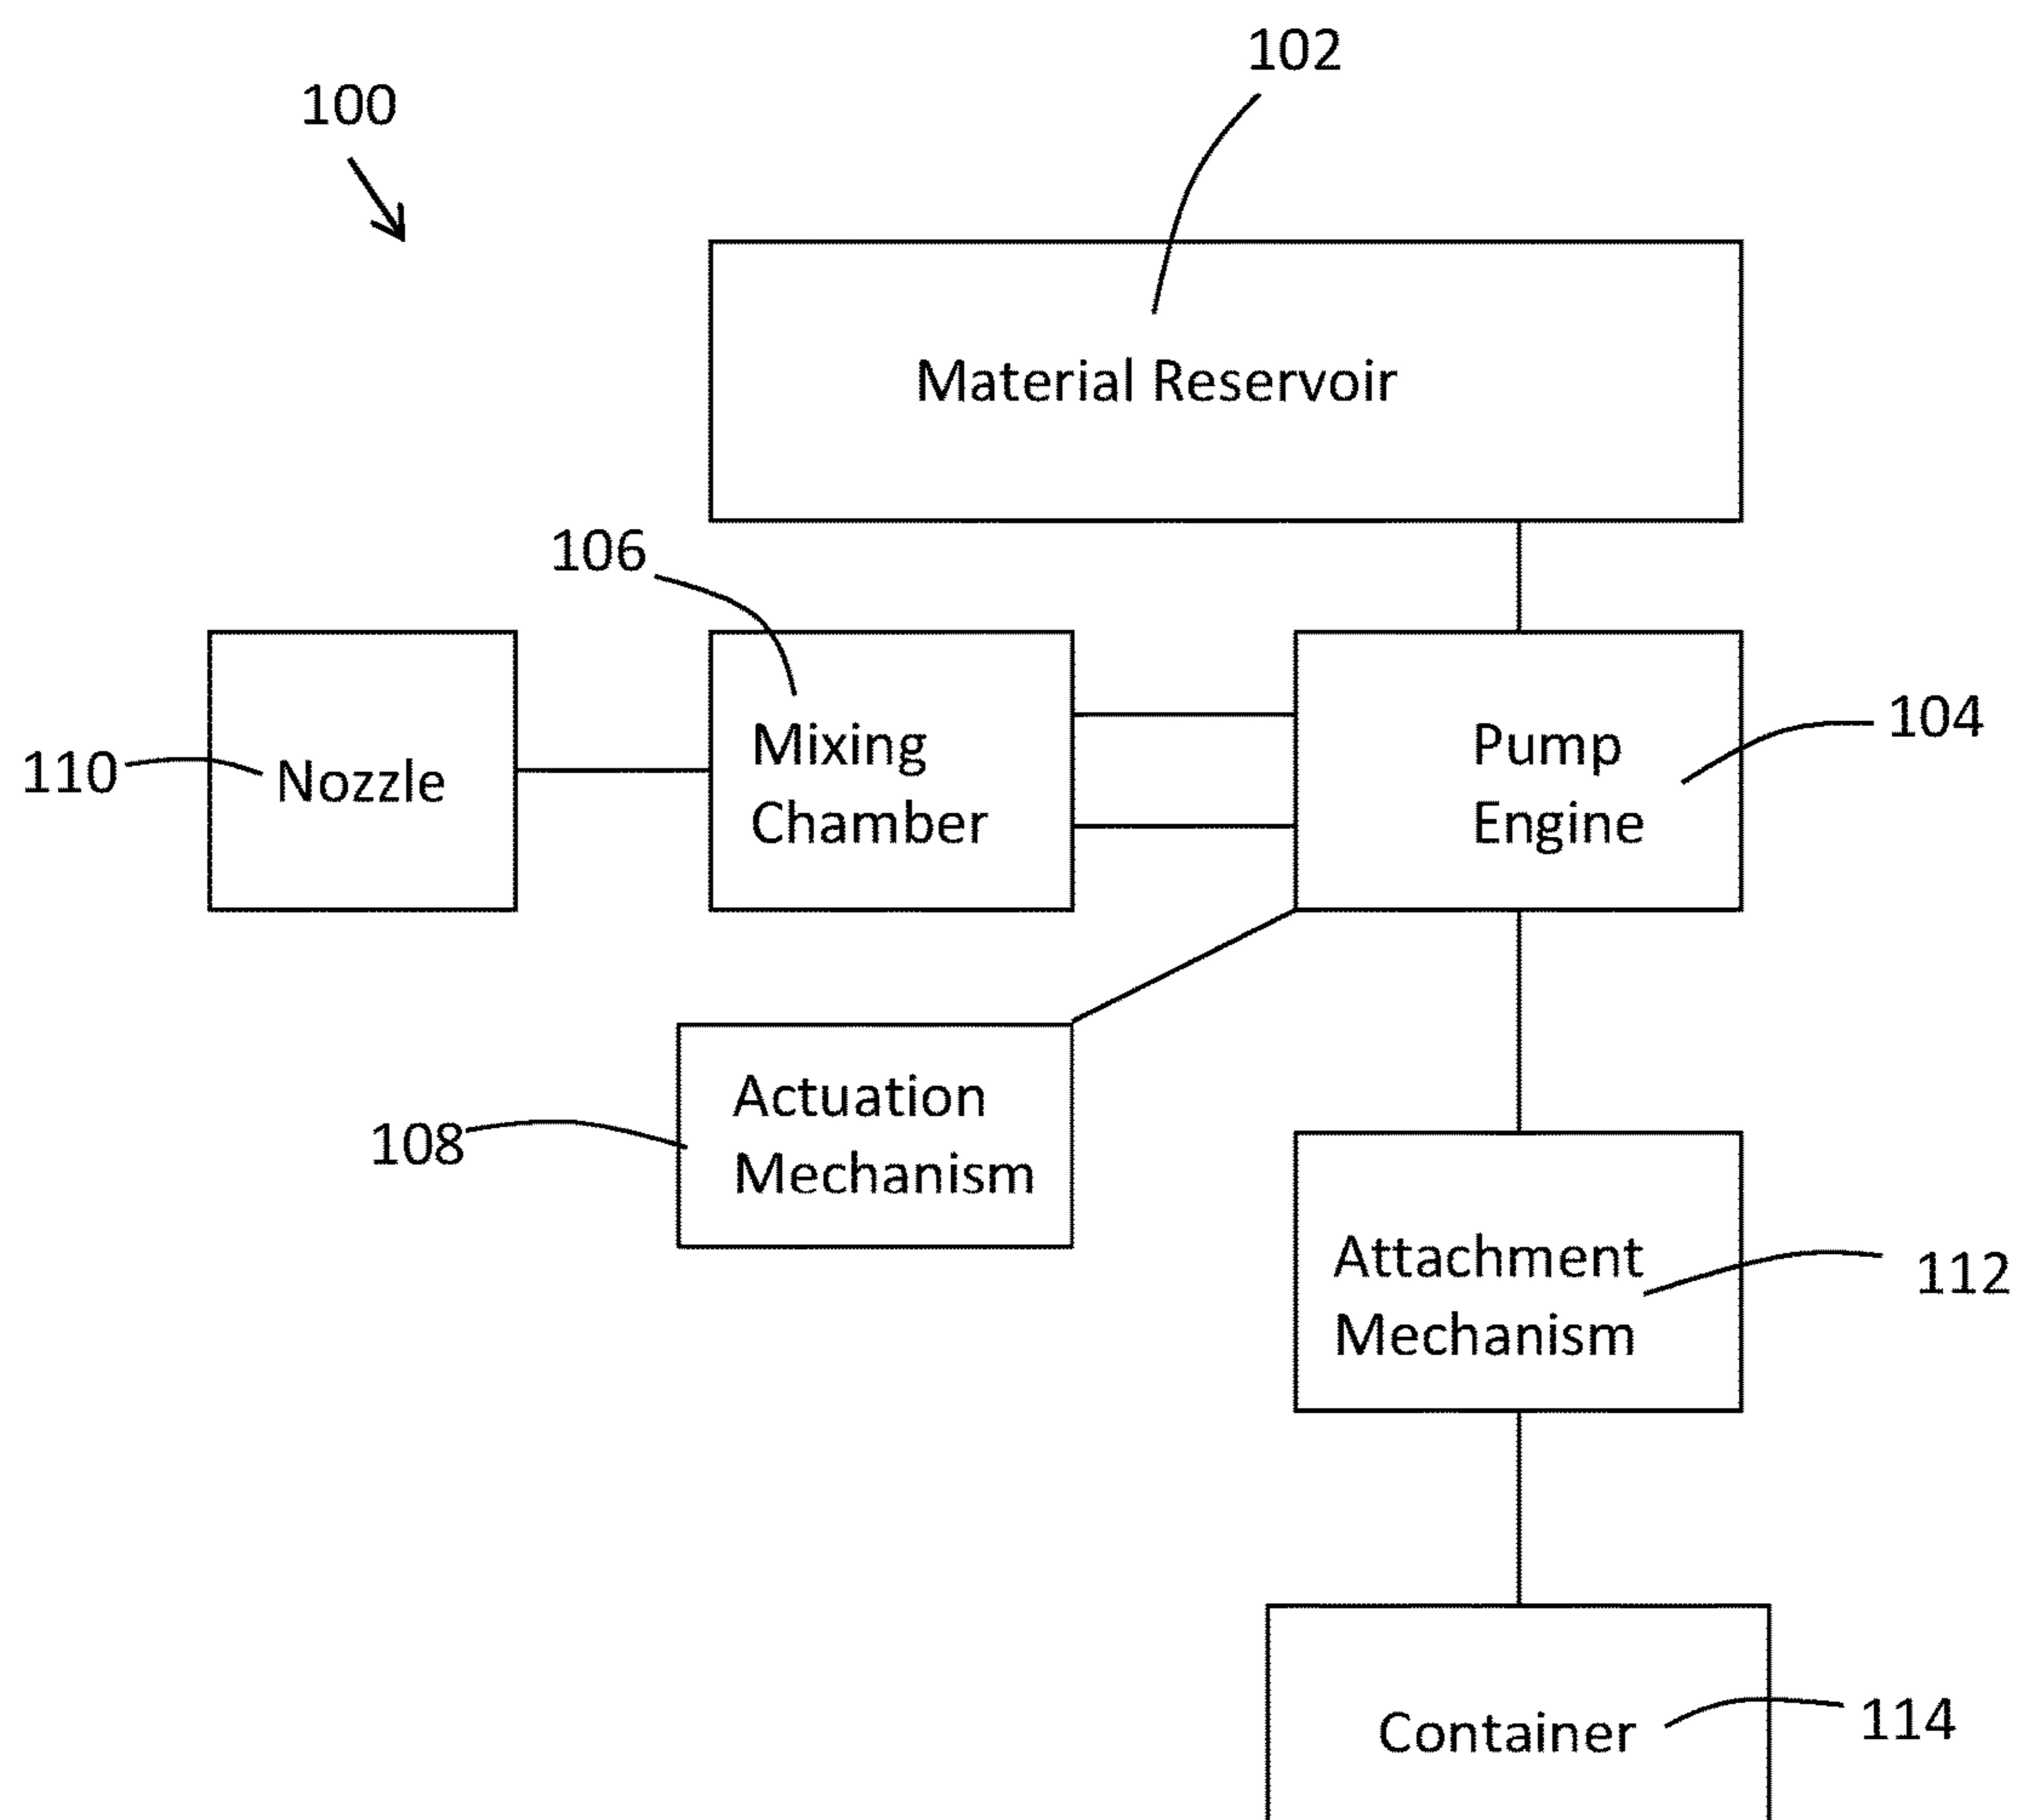 102
100
Material Reservoir
106
110
Nozzle
Mixing
Chamber
Pump
Engine
104
108
Actuation
Mechanism
Attachment
Mechanism
112
Container
114